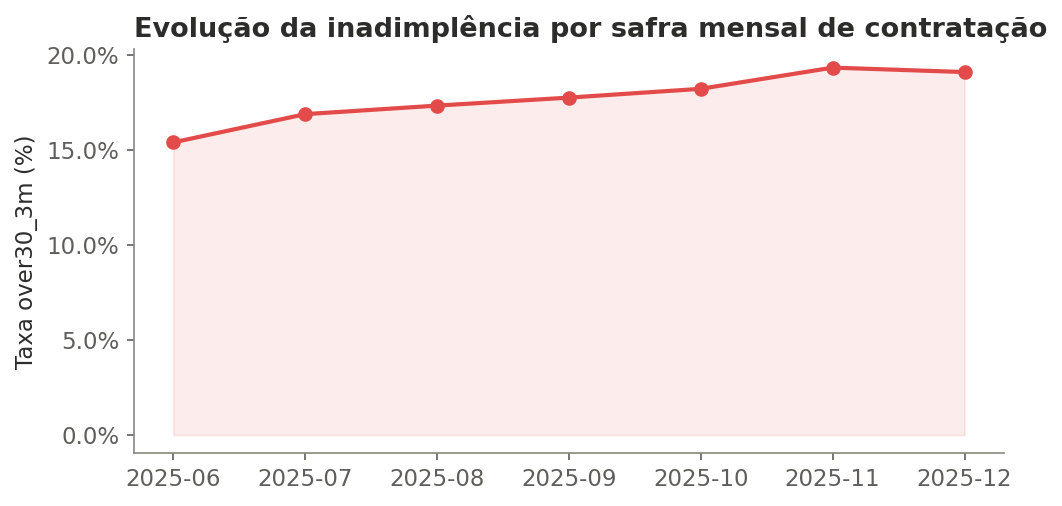 Evolução da inadimplência por safra mensal de contratação
Taxa over30_3m (%)
20.0%
15.0%
10.0%
5.0%
0.0%
2025-06 2025-07 2025-08 2025-09 2025-10 2025-11 2025-12